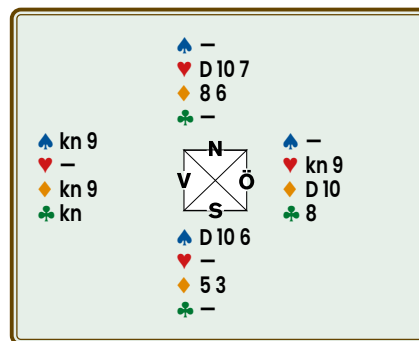 ♠ –
♥ D 10 7
♦ 8 6
♣ –
♠ kn 9
♥ –
♦ kn 9
♣ kn
N
V Ö
S
♠ –
♥ kn 9
♦ D 10
♣ 8
♠ D 10 6
♥ –
♦ 5 3
♣ –